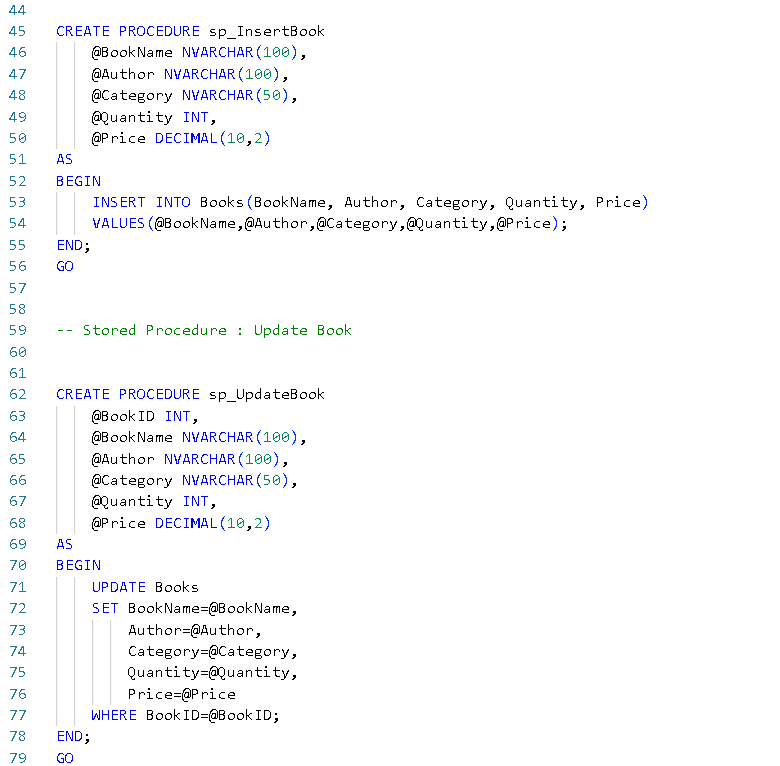 44
45 CREATE PROCEDURE sp_InsertBook
46 @BookName NVARCHAR(100),
47 @Author NVARCHAR(100),
48 @Category NVARCHAR(50),
49 @Quantity INT,
50 @Price DECIMAL(10,2)
51 AS
52 BEGIN
53 INSERT INTO Books(BookName, Author, Category, Quantity, Price)
54 VALUES(@BookName,@Author,@Category,@Quantity,@Price);
55 END;
56 GO
57
58
59 -- Stored Procedure : Update Book
60
61
62 CREATE PROCEDURE sp_UpdateBook
63 @BookID INT,
64 @BookName NVARCHAR(100),
65 @Author NVARCHAR(100),
66 @Category NVARCHAR(50),
67 @Quantity INT,
68 @Price DECIMAL(10,2)
69 AS
70 BEGIN
71 UPDATE Books
72 SET BookName=@BookName,
73 Author=@Author,
74 Category=@Category,
75 Quantity=@Quantity,
76 Price=@Price
77 WHERE BookID=@BookID;
78 END;
79 GO